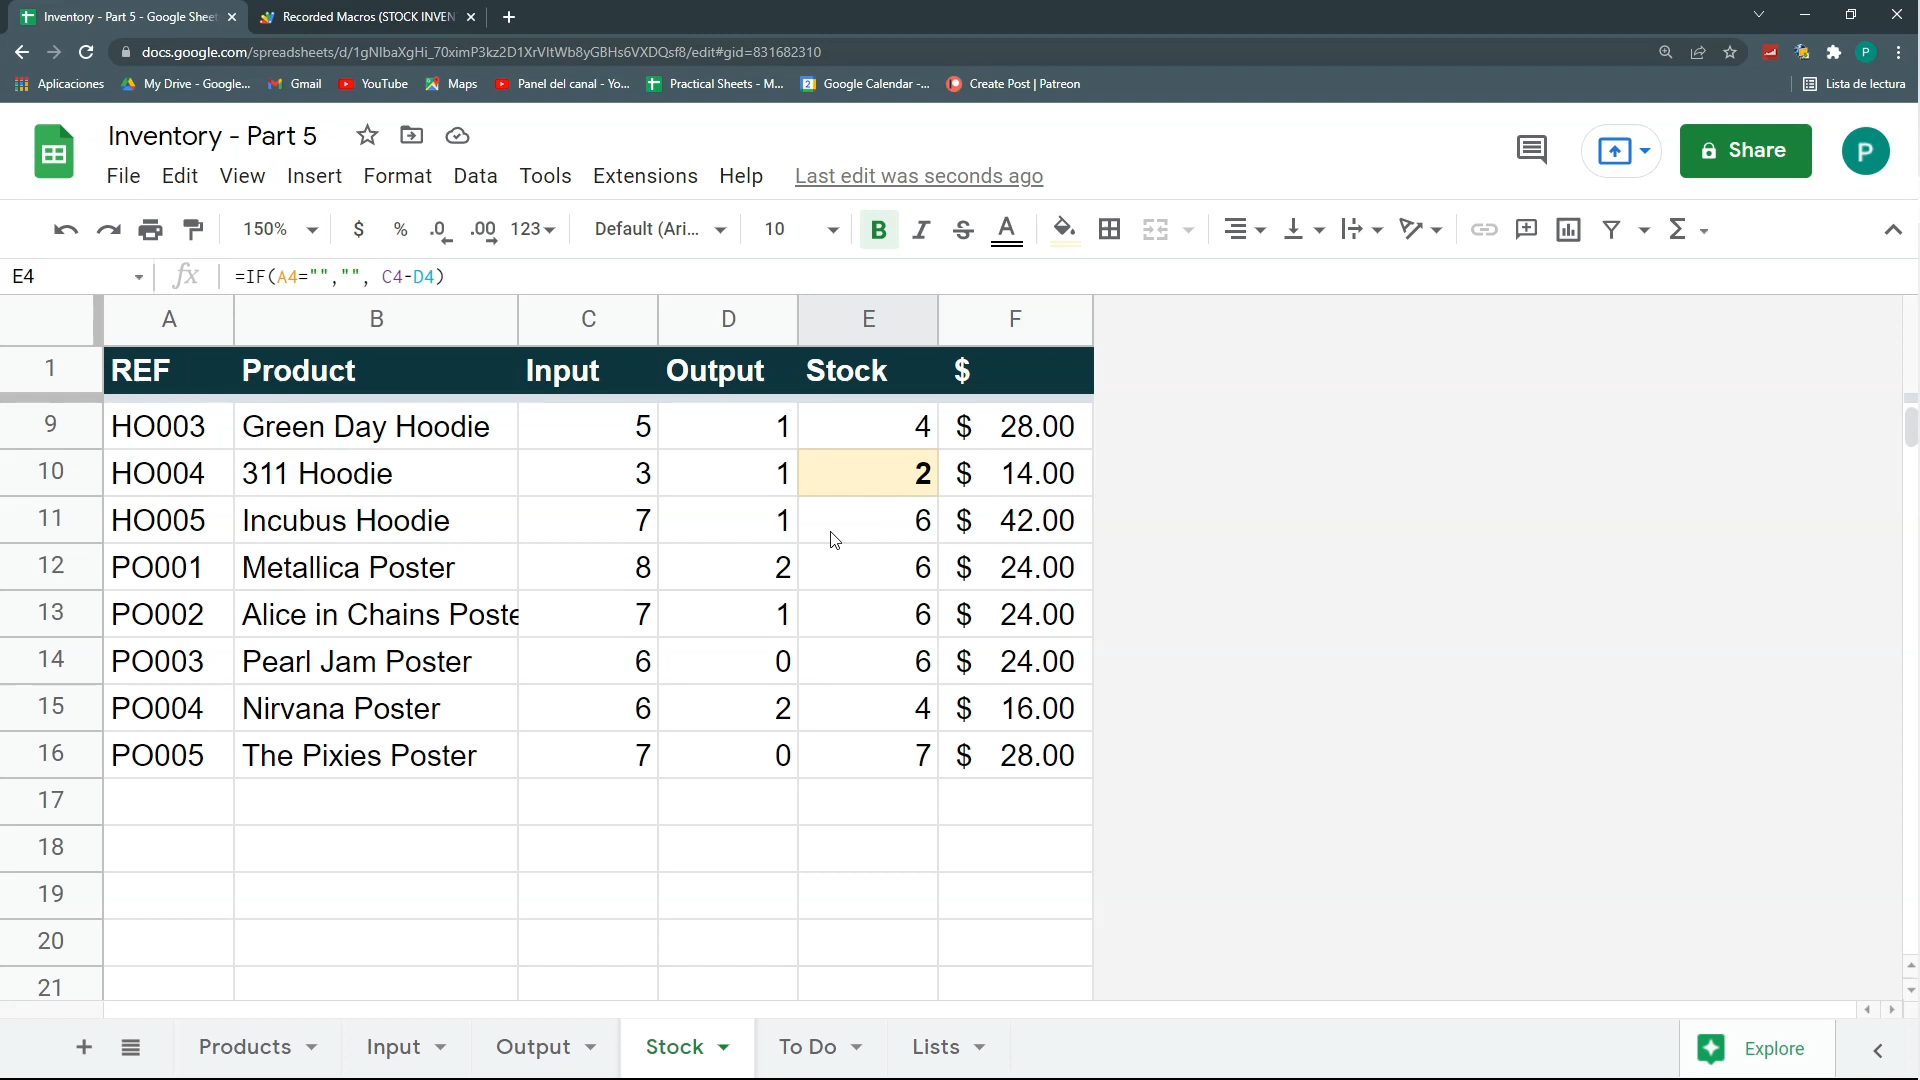 Inventory - Part 5 - Google Shee
Recorded Macros (STOCK INVEN
docs.google.com/spreadsheets/d/1gNlbaXgHi_70ximP3kz2D1XrVltWb8yGBHs6VXDQsf8/edit#gid=831682310
P
Aplicaciones My Drive - Google... Gmail YouTube Maps Panel del canal - Yo... Practical Sheets - M... Google Calendar -... Create Post | Patreon Lista de lectura
Inventory - Part 5
Share
P
File Edit View Insert Format Data Tools Extensions Help Last edit was seconds ago
150% $ % .0 .00 123 Default (Ari... 10 B I S A
E4 fx =IF(A4="","", C4-D4)
A B C D E F
1 REF Product Input Output Stock $
9 HO003 Green Day Hoodie 5 1 4 $ 28.00
10 HO004 311 Hoodie 3 1 2 $ 14.00
11 HO005 Incubus Hoodie 7 1 6 $ 42.00
12 PO001 Metallica Poster 8 2 6 $ 24.00
13 PO002 Alice in Chains Poste 7 1 6 $ 24.00
14 PO003 Pearl Jam Poster 6 0 6 $ 24.00
15 PO004 Nirvana Poster 6 2 4 $ 16.00
16 PO005 The Pixies Poster 7 0 7 $ 28.00
17
18
19
20
21
Products Input Output Stock To Do Lists Explore